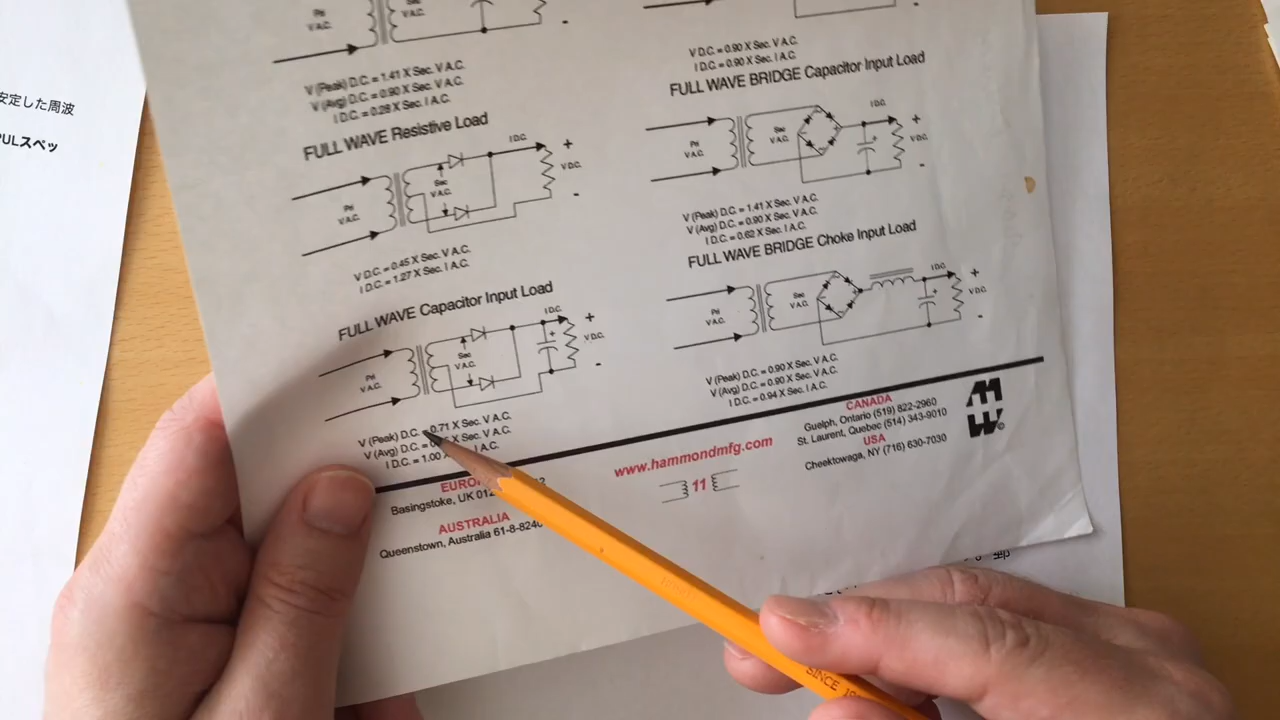 安定した周波
ULスペッ
Pri
V A.C.
Sec
V A.C.
V (Peak) D.C. = 1.41 X Sec. V A.C.
V (Avg) D.C. = 0.90 X Sec. V A.C.
I D.C. = 0.28 X Sec. I A.C.
FULL WAVE Resistive Load
Pri
V A.C.
Sec
V A.C.
I D.C.
+
V D.C.
-
V D.C. = 0.45 X Sec. V A.C.
I D.C. = 1.27 X Sec. I A.C.
FULL WAVE Capacitor Input Load
Pri
V A.C.
Sec
V A.C.
I D.C.
+
+
V D.C.
-
V (Peak) D.C. = 0.71 X Sec. V A.C.
V (Avg) D.C. = X Sec. V A.C.
I D.C. = 1.00 I A.C.
V D.C. = 0.90 X Sec. V A.C.
I D.C. = 0.90 X Sec. I A.C.
FULL WAVE BRIDGE Capacitor Input Load
Pri
V A.C.
Sec
V A.C.
I D.C.
+
+
V D.C.
-
V (Peak) D.C. = 1.41 X Sec. V A.C.
V (Avg) D.C. = 0.90 X Sec. V A.C.
I D.C. = 0.62 X Sec. I A.C.
FULL WAVE BRIDGE Choke Input Load
Pri
V A.C.
Sec
V A.C.
I D.C.
+
+
V D.C.
-
V (Peak) D.C. = 0.90 X Sec. V A.C.
V (Avg) D.C. = 0.90 X Sec. V A.C.
I D.C. = 0.94 X Sec. I A.C.
Basingstoke, UK
AUSTRALIA
Queenstown, Australia 61-8-8240
www.hammondmfg.com
11
CANADA
Guelph, Ontario (519) 822-2960
St. Laurent, Quebec (514) 343-9010
USA
Cheektowaga, NY (716) 630-7030
SINCE